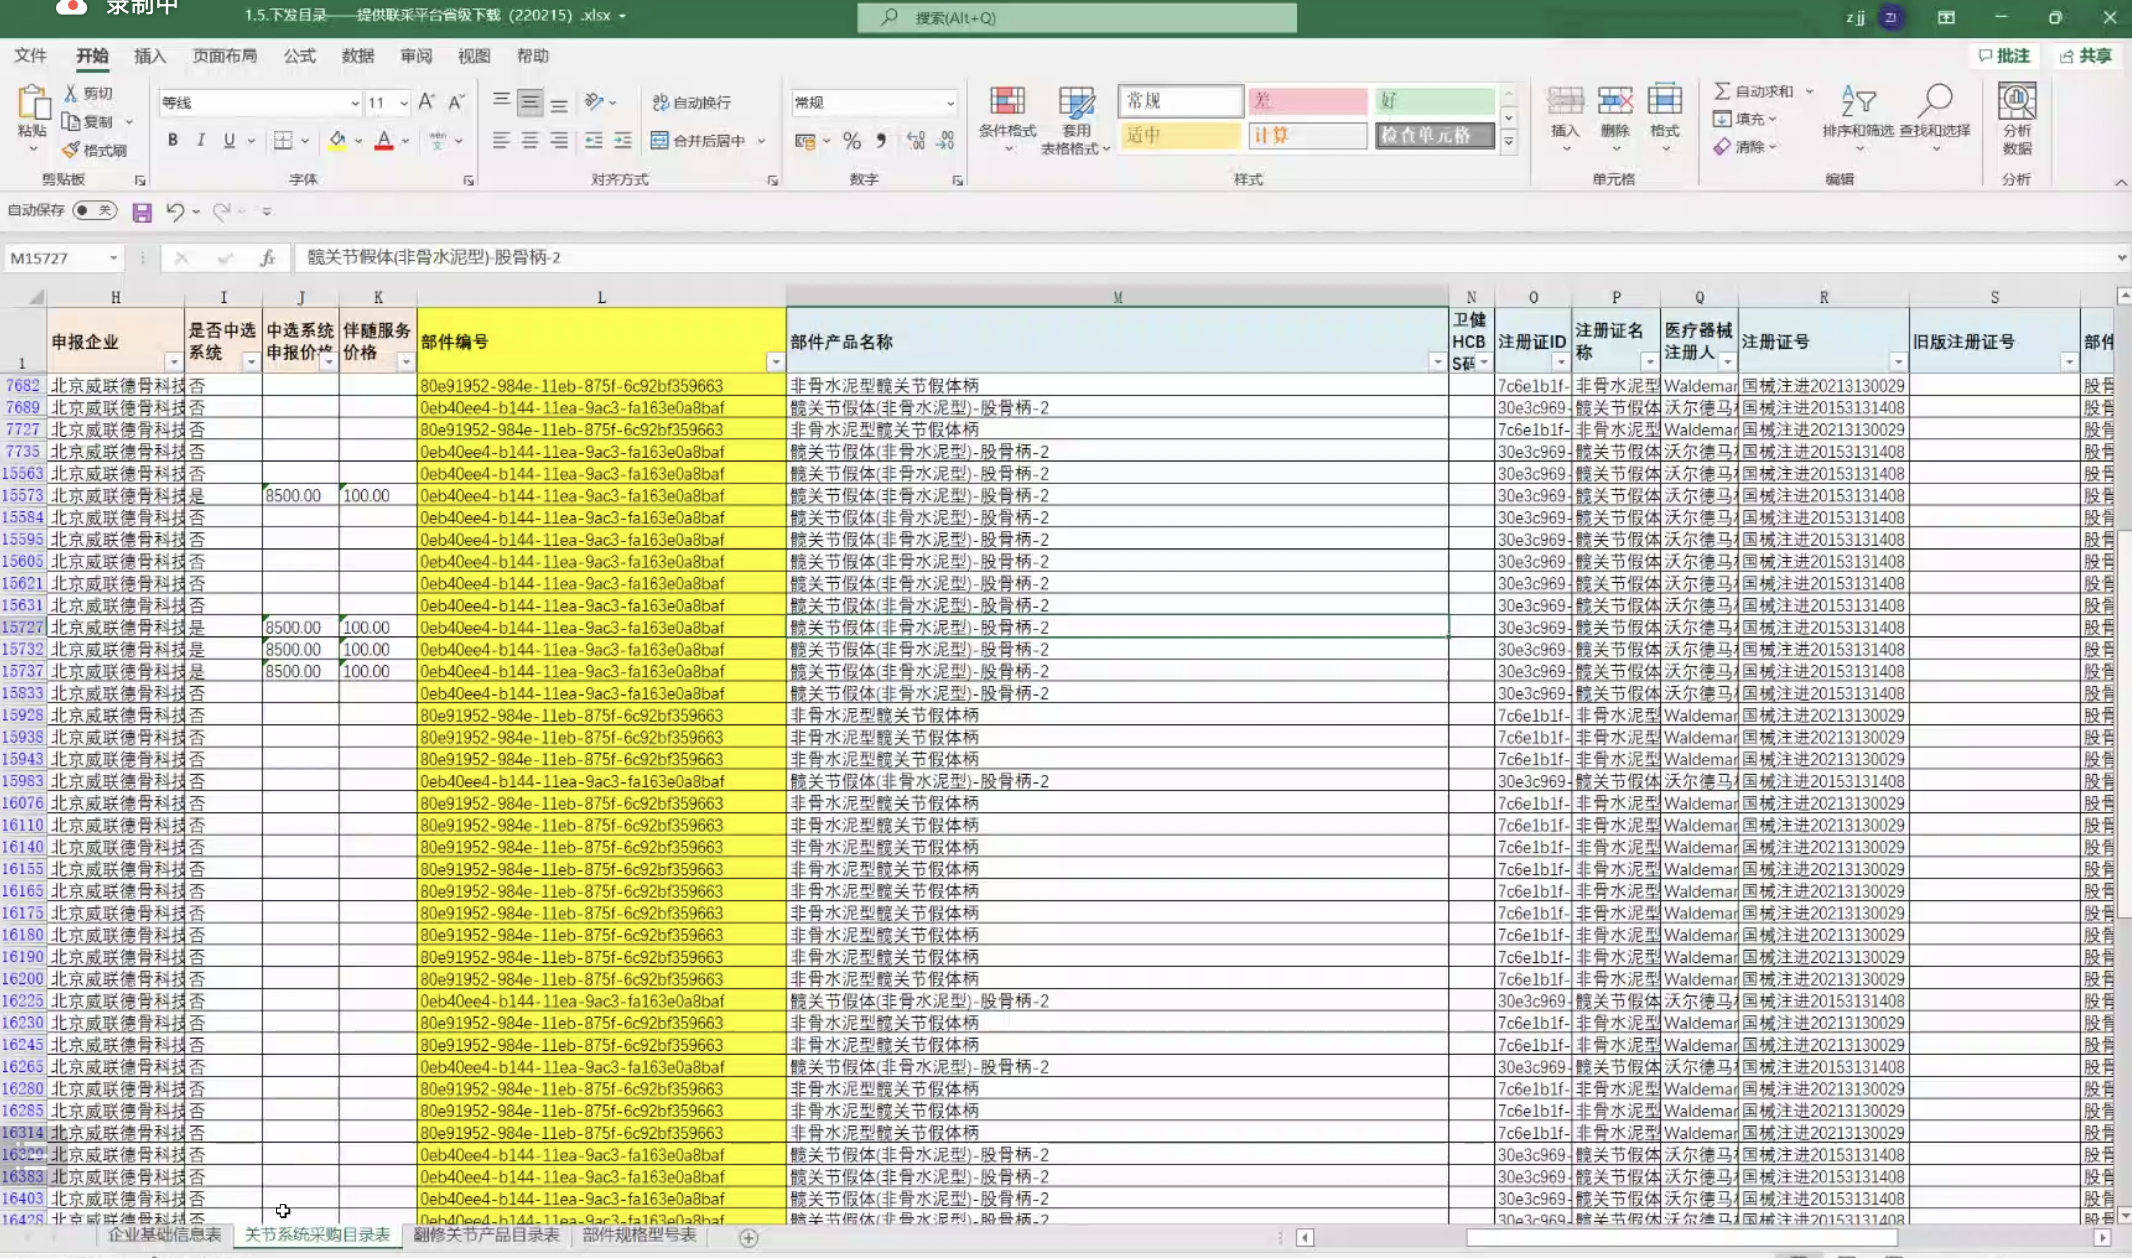 录制中
1.5.下发目录——提供联采平台省级下载（220215）.xlsx
搜索(Alt+Q)
z jj
ZJ
文件 开始 插入 页面布局 公式 数据 审阅 视图 帮助
批注 共享
粘贴 剪切 复制 格式刷 剪贴板
等线 11 B I U 字体
自动换行 合并后居中 对齐方式
常规 % 数字
条件格式 套用表格格式 常规 差 好 适中 计算 检查单元格 样式
插入 删除 格式 单元格
自动求和 填充 清除 排序和筛选 查找和选择 编辑
分析数据 分析
自动保存 关
M15727 fx 髋关节假体(非骨水泥型)-股骨柄-2
H I J K L M N O P Q R S
1 申报企业 是否中选系统 中选系统申报价格 伴随服务价格 部件编号 部件产品名称 卫健HCBS码 注册证ID 注册证名称 医疗器械注册人 注册证号 旧版注册证号 部件
7682 北京威联德骨科技 否 80e91952-984e-11eb-875f-6c92bf359663 非骨水泥型髋关节假体柄 7c6e1b1f- 非骨水泥型 Waldemar 国械注进20213130029 股骨
7689 北京威联德骨科技 否 0eb40ee4-b144-11ea-9ac3-fa163e0a8baf 髋关节假体(非骨水泥型)-股骨柄-2 30e3c969- 髋关节假体 沃尔德马 国械注进20153131408 股骨
7727 北京威联德骨科技 否 80e91952-984e-11eb-875f-6c92bf359663 非骨水泥型髋关节假体柄 7c6e1b1f- 非骨水泥型 Waldemar 国械注进20213130029 股骨
7735 北京威联德骨科技 否 0eb40ee4-b144-11ea-9ac3-fa163e0a8baf 髋关节假体(非骨水泥型)-股骨柄-2 30e3c969- 髋关节假体 沃尔德马 国械注进20153131408 股骨
15563 北京威联德骨科技 否 0eb40ee4-b144-11ea-9ac3-fa163e0a8baf 髋关节假体(非骨水泥型)-股骨柄-2 30e3c969- 髋关节假体 沃尔德马 国械注进20153131408 股骨
15573 北京威联德骨科技 是 8500.00 100.00 0eb40ee4-b144-11ea-9ac3-fa163e0a8baf 髋关节假体(非骨水泥型)-股骨柄-2 30e3c969- 髋关节假体 沃尔德马 国械注进20153131408 股骨
15584 北京威联德骨科技 否 0eb40ee4-b144-11ea-9ac3-fa163e0a8baf 髋关节假体(非骨水泥型)-股骨柄-2 30e3c969- 髋关节假体 沃尔德马 国械注进20153131408 股骨
15595 北京威联德骨科技 否 0eb40ee4-b144-11ea-9ac3-fa163e0a8baf 髋关节假体(非骨水泥型)-股骨柄-2 30e3c969- 髋关节假体 沃尔德马 国械注进20153131408 股骨
15605 北京威联德骨科技 否 0eb40ee4-b144-11ea-9ac3-fa163e0a8baf 髋关节假体(非骨水泥型)-股骨柄-2 30e3c969- 髋关节假体 沃尔德马 国械注进20153131408 股骨
15621 北京威联德骨科技 否 0eb40ee4-b144-11ea-9ac3-fa163e0a8baf 髋关节假体(非骨水泥型)-股骨柄-2 30e3c969- 髋关节假体 沃尔德马 国械注进20153131408 股骨
15631 北京威联德骨科技 否 0eb40ee4-b144-11ea-9ac3-fa163e0a8baf 髋关节假体(非骨水泥型)-股骨柄-2 30e3c969- 髋关节假体 沃尔德马 国械注进20153131408 股骨
15727 北京威联德骨科技 是 8500.00 100.00 0eb40ee4-b144-11ea-9ac3-fa163e0a8baf 髋关节假体(非骨水泥型)-股骨柄-2 30e3c969- 髋关节假体 沃尔德马 国械注进20153131408 股骨
15732 北京威联德骨科技 是 8500.00 100.00 0eb40ee4-b144-11ea-9ac3-fa163e0a8baf 髋关节假体(非骨水泥型)-股骨柄-2 30e3c969- 髋关节假体 沃尔德马 国械注进20153131408 股骨
15737 北京威联德骨科技 是 8500.00 100.00 0eb40ee4-b144-11ea-9ac3-fa163e0a8baf 髋关节假体(非骨水泥型)-股骨柄-2 30e3c969- 髋关节假体 沃尔德马 国械注进20153131408 股骨
15833 北京威联德骨科技 否 0eb40ee4-b144-11ea-9ac3-fa163e0a8baf 髋关节假体(非骨水泥型)-股骨柄-2 30e3c969- 髋关节假体 沃尔德马 国械注进20153131408 股骨
15928 北京威联德骨科技 否 80e91952-984e-11eb-875f-6c92bf359663 非骨水泥型髋关节假体柄 7c6e1b1f- 非骨水泥型 Waldemar 国械注进20213130029 股骨
15938 北京威联德骨科技 否 80e91952-984e-11eb-875f-6c92bf359663 非骨水泥型髋关节假体柄 7c6e1b1f- 非骨水泥型 Waldemar 国械注进20213130029 股骨
15943 北京威联德骨科技 否 80e91952-984e-11eb-875f-6c92bf359663 非骨水泥型髋关节假体柄 7c6e1b1f- 非骨水泥型 Waldemar 国械注进20213130029 股骨
15983 北京威联德骨科技 否 0eb40ee4-b144-11ea-9ac3-fa163e0a8baf 髋关节假体(非骨水泥型)-股骨柄-2 30e3c969- 髋关节假体 沃尔德马 国械注进20153131408 股骨
16076 北京威联德骨科技 否 80e91952-984e-11eb-875f-6c92bf359663 非骨水泥型髋关节假体柄 7c6e1b1f- 非骨水泥型 Waldemar 国械注进20213130029 股骨
16110 北京威联德骨科技 否 80e91952-984e-11eb-875f-6c92bf359663 非骨水泥型髋关节假体柄 7c6e1b1f- 非骨水泥型 Waldemar 国械注进20213130029 股骨
16140 北京威联德骨科技 否 80e91952-984e-11eb-875f-6c92bf359663 非骨水泥型髋关节假体柄 7c6e1b1f- 非骨水泥型 Waldemar 国械注进20213130029 股骨
16155 北京威联德骨科技 否 80e91952-984e-11eb-875f-6c92bf359663 非骨水泥型髋关节假体柄 7c6e1b1f- 非骨水泥型 Waldemar 国械注进20213130029 股骨
16165 北京威联德骨科技 否 80e91952-984e-11eb-875f-6c92bf359663 非骨水泥型髋关节假体柄 7c6e1b1f- 非骨水泥型 Waldemar 国械注进20213130029 股骨
16175 北京威联德骨科技 否 80e91952-984e-11eb-875f-6c92bf359663 非骨水泥型髋关节假体柄 7c6e1b1f- 非骨水泥型 Waldemar 国械注进20213130029 股骨
16180 北京威联德骨科技 否 80e91952-984e-11eb-875f-6c92bf359663 非骨水泥型髋关节假体柄 7c6e1b1f- 非骨水泥型 Waldemar 国械注进20213130029 股骨
16190 北京威联德骨科技 否 80e91952-984e-11eb-875f-6c92bf359663 非骨水泥型髋关节假体柄 7c6e1b1f- 非骨水泥型 Waldemar 国械注进20213130029 股骨
16200 北京威联德骨科技 否 80e91952-984e-11eb-875f-6c92bf359663 非骨水泥型髋关节假体柄 7c6e1b1f- 非骨水泥型 Waldemar 国械注进20213130029 股骨
16225 北京威联德骨科技 否 0eb40ee4-b144-11ea-9ac3-fa163e0a8baf 髋关节假体(非骨水泥型)-股骨柄-2 30e3c969- 髋关节假体 沃尔德马 国械注进20153131408 股骨
16230 北京威联德骨科技 否 80e91952-984e-11eb-875f-6c92bf359663 非骨水泥型髋关节假体柄 7c6e1b1f- 非骨水泥型 Waldemar 国械注进20213130029 股骨
16245 北京威联德骨科技 否 80e91952-984e-11eb-875f-6c92bf359663 非骨水泥型髋关节假体柄 7c6e1b1f- 非骨水泥型 Waldemar 国械注进20213130029 股骨
16265 北京威联德骨科技 否 0eb40ee4-b144-11ea-9ac3-fa163e0a8baf 髋关节假体(非骨水泥型)-股骨柄-2 30e3c969- 髋关节假体 沃尔德马 国械注进20153131408 股骨
16280 北京威联德骨科技 否 80e91952-984e-11eb-875f-6c92bf359663 非骨水泥型髋关节假体柄 7c6e1b1f- 非骨水泥型 Waldemar 国械注进20213130029 股骨
16285 北京威联德骨科技 否 80e91952-984e-11eb-875f-6c92bf359663 非骨水泥型髋关节假体柄 7c6e1b1f- 非骨水泥型 Waldemar 国械注进20213130029 股骨
16314 北京威联德骨科技 否 80e91952-984e-11eb-875f-6c92bf359663 非骨水泥型髋关节假体柄 7c6e1b1f- 非骨水泥型 Waldemar 国械注进20213130029 股骨
北京威联德骨科技 否 0eb40ee4-b144-11ea-9ac3-fa163e0a8baf 髋关节假体(非骨水泥型)-股骨柄-2 30e3c969- 髋关节假体 沃尔德马 国械注进20153131408 股骨
16383 北京威联德骨科技 否 0eb40ee4-b144-11ea-9ac3-fa163e0a8baf 髋关节假体(非骨水泥型)-股骨柄-2 30e3c969- 髋关节假体 沃尔德马 国械注进20153131408 股骨
16403 北京威联德骨科技 否 0eb40ee4-b144-11ea-9ac3-fa163e0a8baf 髋关节假体(非骨水泥型)-股骨柄-2 30e3c969- 髋关节假体 沃尔德马 国械注进20153131408 股骨
16428 北京威联德骨科技 否 0eb40ee4-b144-11ea-9ac3-fa163e0a8baf 髋关节假体(非骨水泥型)-股骨柄-2 30e3c969- 髋关节假体 沃尔德马 国械注进20153131408 股骨
企业基础信息表 关节系统采购目录表 翻修关节产品目录表 部件规格型号表